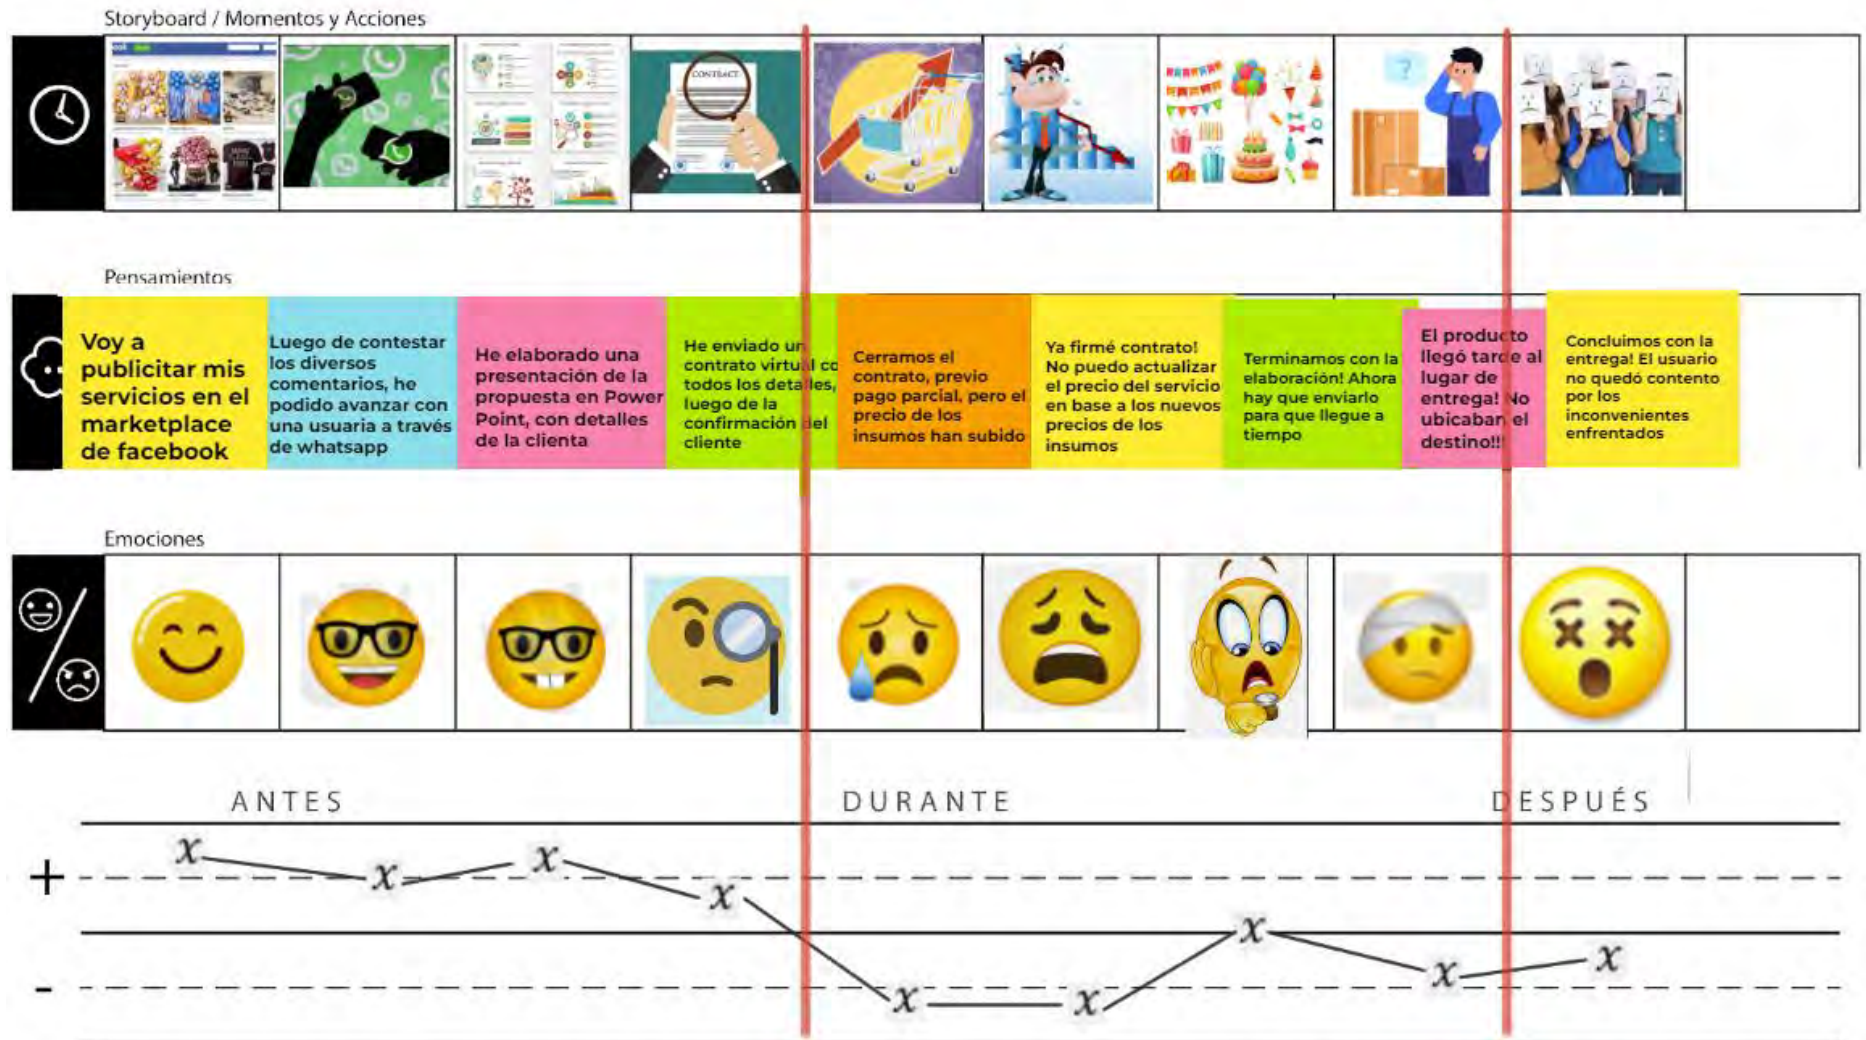 Storyboard / Momentos y Acciones
CONTRACT
?
Pensamientos
Voy a
publicitar mis
servicios en el
marketplace
de facebook
Luego de contestar
los diversos
comentarios, he
podido avanzar con
una usuaria a través
de whatsapp
He elaborado una
presentación de la
propuesta en Power
Point, con detalles
de la clienta
He enviado un
contrato virtual co
todos los detalles,
luego de la
confirmación del
cliente
Cerramos el
contrato, previo
pago parcial, pero el
precio de los
insumos han subido
Ya firmé contrato!
No puedo actualizar
el precio del servicio
en base a los nuevos
precios de los
insumos
Terminamos con la
elaboración! Ahora
hay que enviarlo
para que llegue a
tiempo
El producto
llegó tarde al
lugar de
entrega! No
ubicaban el
destino!!!
Concluimos con la
entrega! El usuario
no quedó contento
por los
inconvenientes
enfrentados
Emociones
ANTES
DURANTE
DESPUÉS
+
-
x x x x x x x x x